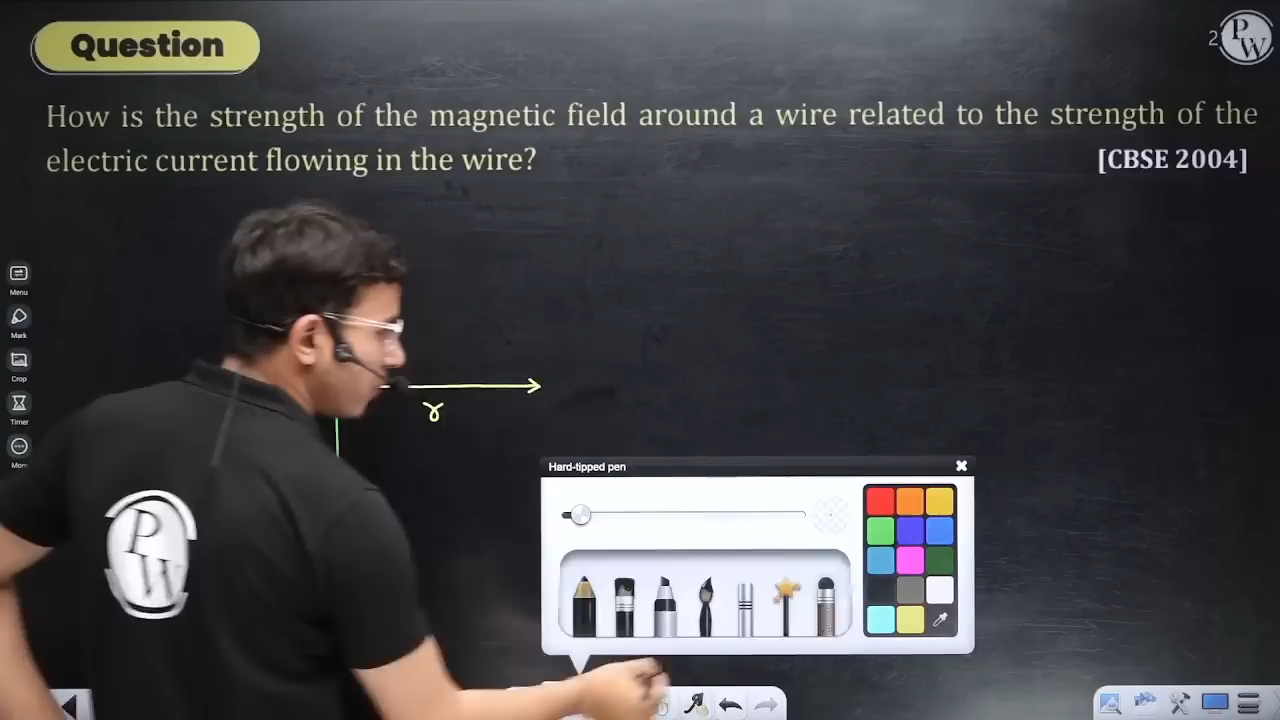 Question
How is the strength of the magnetic field around a wire related to the strength of the
electric current flowing in the wire? [CBSE 2004]
Menu
Mark
Crop
Timer
More
Hard-tipped pen
P
W
P
W